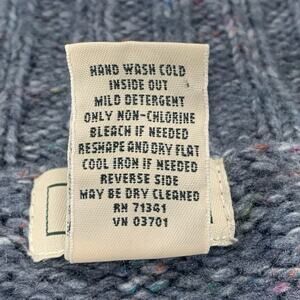 HAND WASH COLD
INSIDE OUT
MILD DETERGENT
ONLY NON-CHLORINE
BLEACH IF NEEDED
RESHAPE AND DRY FLAT
COOL IRON IF NEEDED
REVERSE SIDE
MAY BE DRY CLEANED
RN 71341
VN 03701